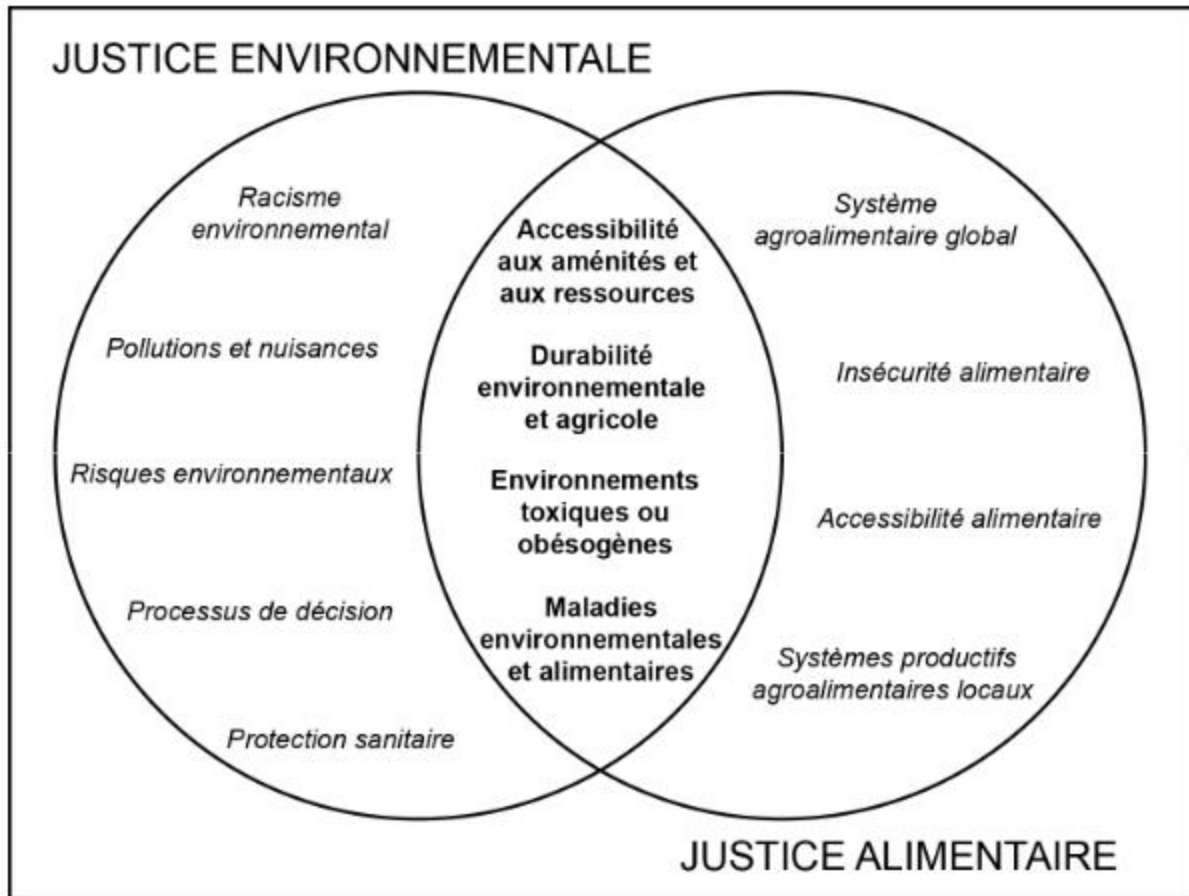 JUSTICE ENVIRONNEMENTALE
Racisme
environnemental
Pollutions et nuisances
Risques environnementaux
Processus de décision
Protection sanitaire
Accessibilité
aux aménités et
aux ressources
Durabilité
environnementale
et agricole
Environnements
toxiques ou
obésogènes
Maladies
environnementales
et alimentaires
Système
agroalimentaire global
Insécurité alimentaire
Accessibilité alimentaire
Systèmes productifs
agroalimentaires locaux
JUSTICE ALIMENTAIRE